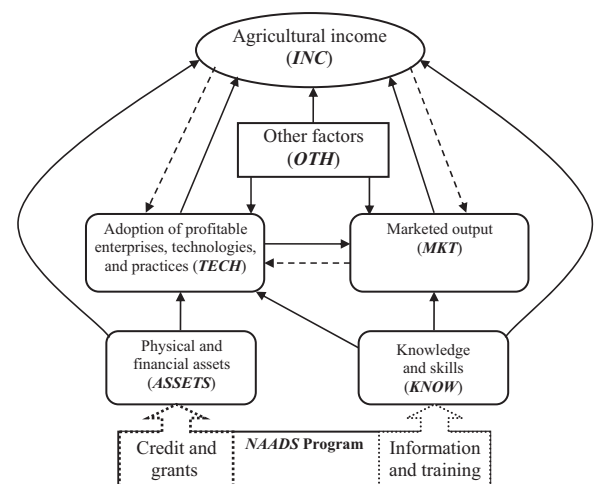 Agricultural income
(INC)
Other factors
(OTH)
Adoption of profitable
enterprises, technologies,
and practices (TECH)
Marketed output
(MKT)
Physical and
financial assets
(ASSETS)
Knowledge
and skills
(KNOW)
Credit and
grants
NAADS Program
Information
and training